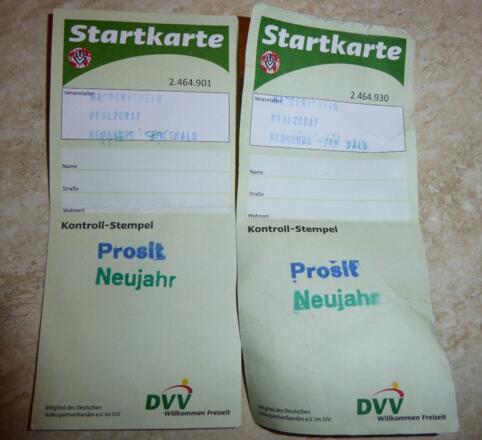 Startkarte
2.464.901
Veranstalter
WANDERVEREIN
PFALZGRAF
Name
Straße
Wohnort
Kontroll-Stempel
Prosit
Neujahr
Mitglied des Deutschen
Volkssportverbandes e.V. im IVV
DVV
Willkommen Freizeit
Startkarte
2.464.930
Veranstalter
WANDERVEREIN
PFALZGRAF
Name
Straße
Wohnort
Kontroll-Stempel
Prosit
Neujahr
Mitglied des Deutschen
Volkssportverbandes e.V. im IVV
DVV
Willkommen Freizeit